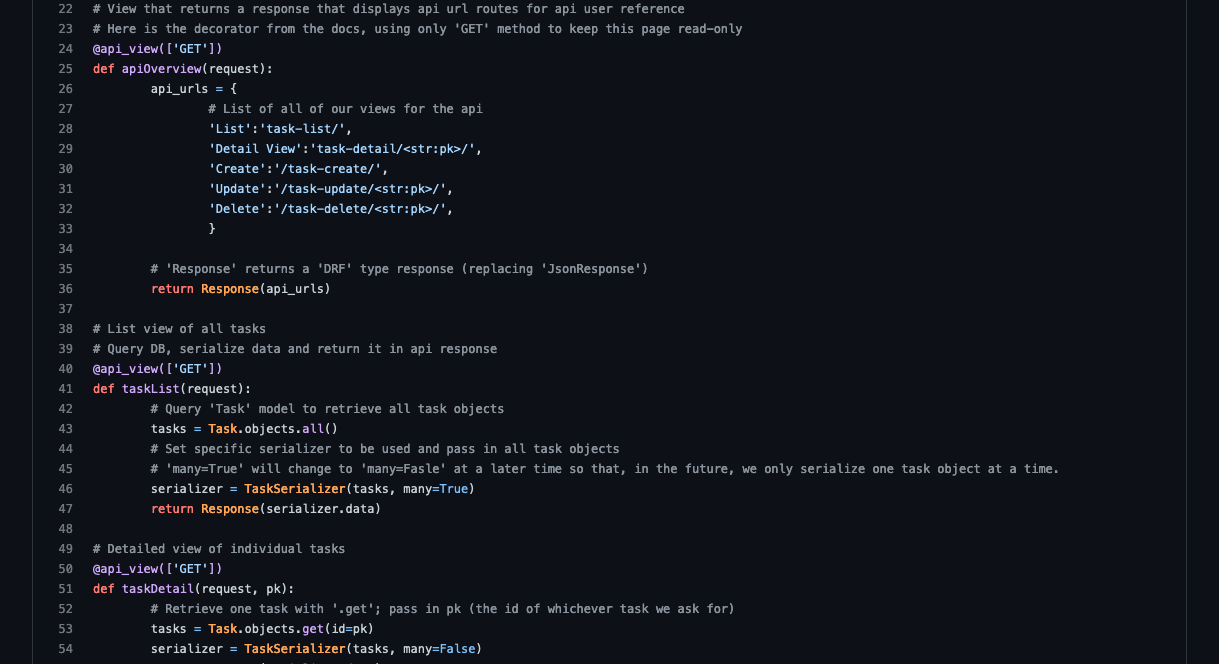 22 # View that returns a response that displays api url routes for api user reference
23 # Here is the decorator from the docs, using only 'GET' method to keep this page read-only
24 @api_view(['GET'])
25 def apiOverview(request):
26 api_urls = {
27 # List of all of our views for the api
28 'List':'task-list/',
29 'Detail View':'task-detail/<str:pk>/',
30 'Create':'/task-create/',
31 'Update':'/task-update/<str:pk>/',
32 'Delete':'/task-delete/<str:pk>/',
33 }
34
35 # 'Response' returns a 'DRF' type response (replacing 'JsonResponse')
36 return Response(api_urls)
37
38 # List view of all tasks
39 # Query DB, serialize data and return it in api response
40 @api_view(['GET'])
41 def taskList(request):
42 # Query 'Task' model to retrieve all task objects
43 tasks = Task.objects.all()
44 # Set specific serializer to be used and pass in all task objects
45 # 'many=True' will change to 'many=Fasle' at a later time so that, in the future, we only serialize one task object at a time.
46 serializer = TaskSerializer(tasks, many=True)
47 return Response(serializer.data)
48
49 # Detailed view of individual tasks
50 @api_view(['GET'])
51 def taskDetail(request, pk):
52 # Retrieve one task with '.get'; pass in pk (the id of whichever task we ask for)
53 tasks = Task.objects.get(id=pk)
54 serializer = TaskSerializer(tasks, many=False)